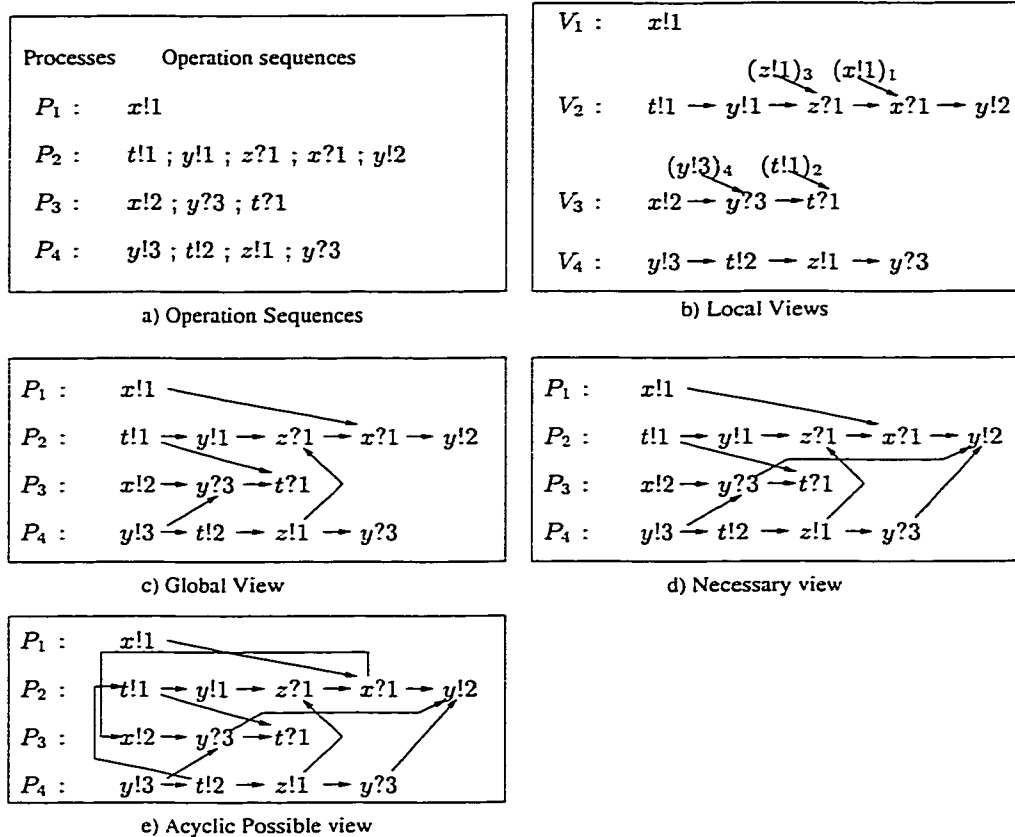 Processes Operation sequences
P₁ : x!1
P₂ : t!1 ; y!1 ; z?1 ; x?1 ; y!2
P₃ : x!2 ; y?3 ; t?1
P₄ : y!3 ; t!2 ; z!1 ; y?3
a) Operation Sequences
V₁ : x!1
(z!1)₃ (x!1)₁
V₂ : t!1 → y!1 → z?1 → x?1 → y!2
(y!3)₄ (t!1)₂
V₃ : x!2 → y?3 → t?1
V₄ : y!3 → t!2 → z!1 → y?3
b) Local Views
P₁ : x!1
P₂ : t!1 → y!1 → z?1 → x?1 → y!2
P₃ : x!2 → y?3 → t?1
P₄ : y!3 → t!2 → z!1 → y?3
c) Global View
P₁ : x!1
P₂ : t!1 → y!1 → z?1 → x?1 → y!2
P₃ : x!2 → y?3 → t?1
P₄ : y!3 → t!2 → z!1 → y?3
d) Necessary view
P₁ : x!1
P₂ : t!1 → y!1 → z?1 → x?1 → y!2
P₃ : x!2 → y?3 → t?1
P₄ : y!3 → t!2 → z!1 → y?3
e) Acyclic Possible view